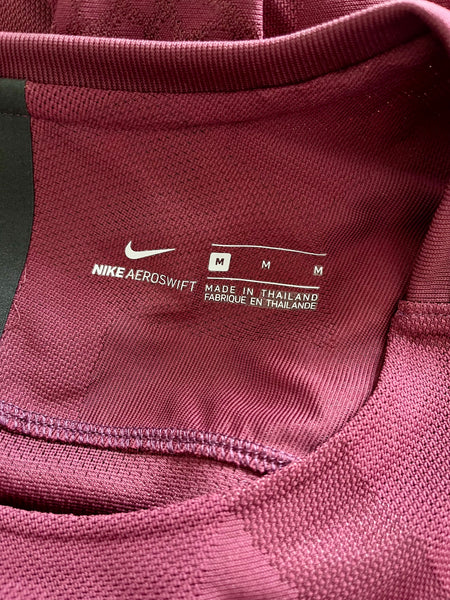 NIKE AEROSWIFT
M M M
MADE IN THAILAND
FABRIQUE EN THAILANDE